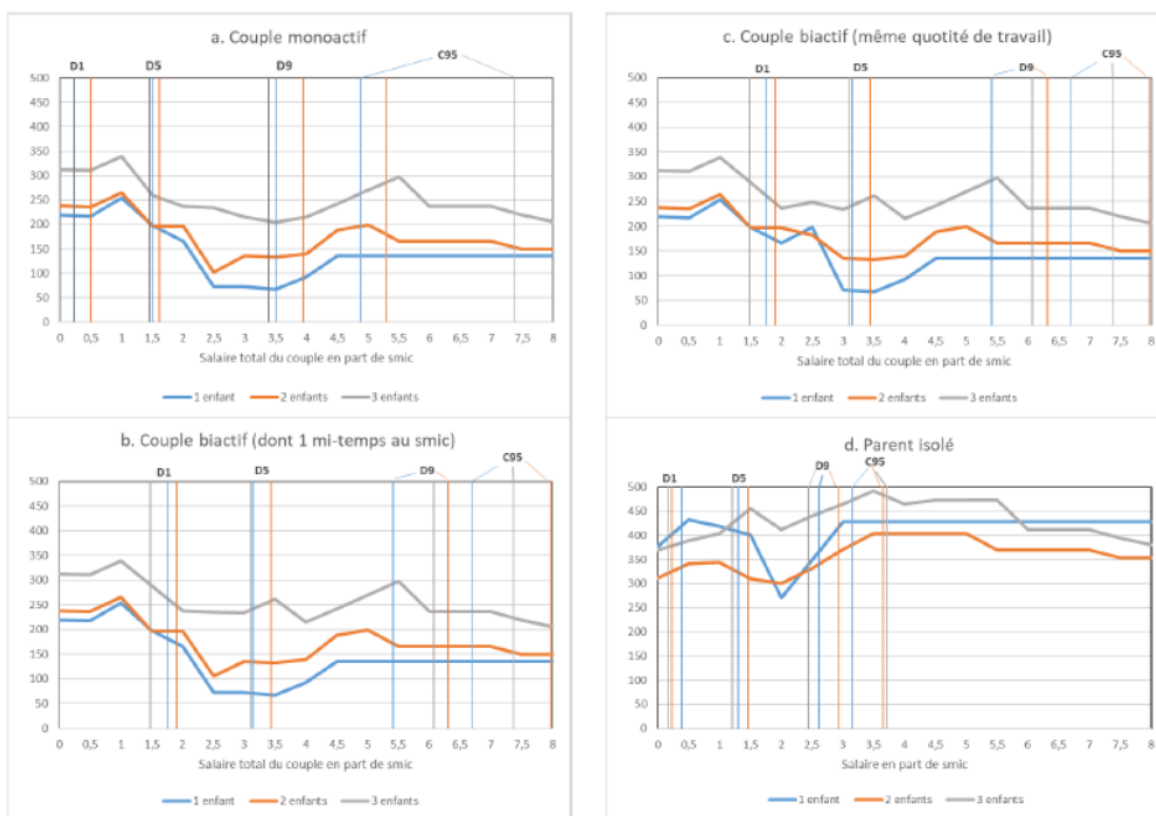 a. Couple monoactif
D1 D5 D9 C95
500
450
400
350
300
250
200
150
100
50
0
0 0,5 1 1,5 2 2,5 3 3,5 4 4,5 5 5,5 6 6,5 7 7,5 8
Salaire total du couple en part de smic
1 enfant 2 enfants 3 enfants
b. Couple biactif (dont 1 mi-temps au smic)
D1 D5 D9 C95
500
450
400
350
300
250
200
150
100
50
0
0 0,5 1 1,5 2 2,5 3 3,5 4 4,5 5 5,5 6 6,5 7 7,5 8
Salaire total du couple en part de smic
1 enfant 2 enfants 3 enfants
c. Couple biactif (même quotité de travail)
D1 D5 D9 C95
500
450
400
350
300
250
200
150
100
50
0
0 0,5 1 1,5 2 2,5 3 3,5 4 4,5 5 5,5 6 6,5 7 7,5 8
Salaire total du couple en part de smic
1 enfant 2 enfants 3 enfants
d. Parent isolé
D1 D5 D9 C95
500
450
400
350
300
250
200
150
100
50
0
0 0,5 1 1,5 2 2,5 3 3,5 4 4,5 5 5,5 6 6,5 7 7,5 8
Salaire en part de smic
1 enfant 2 enfants 3 enfants